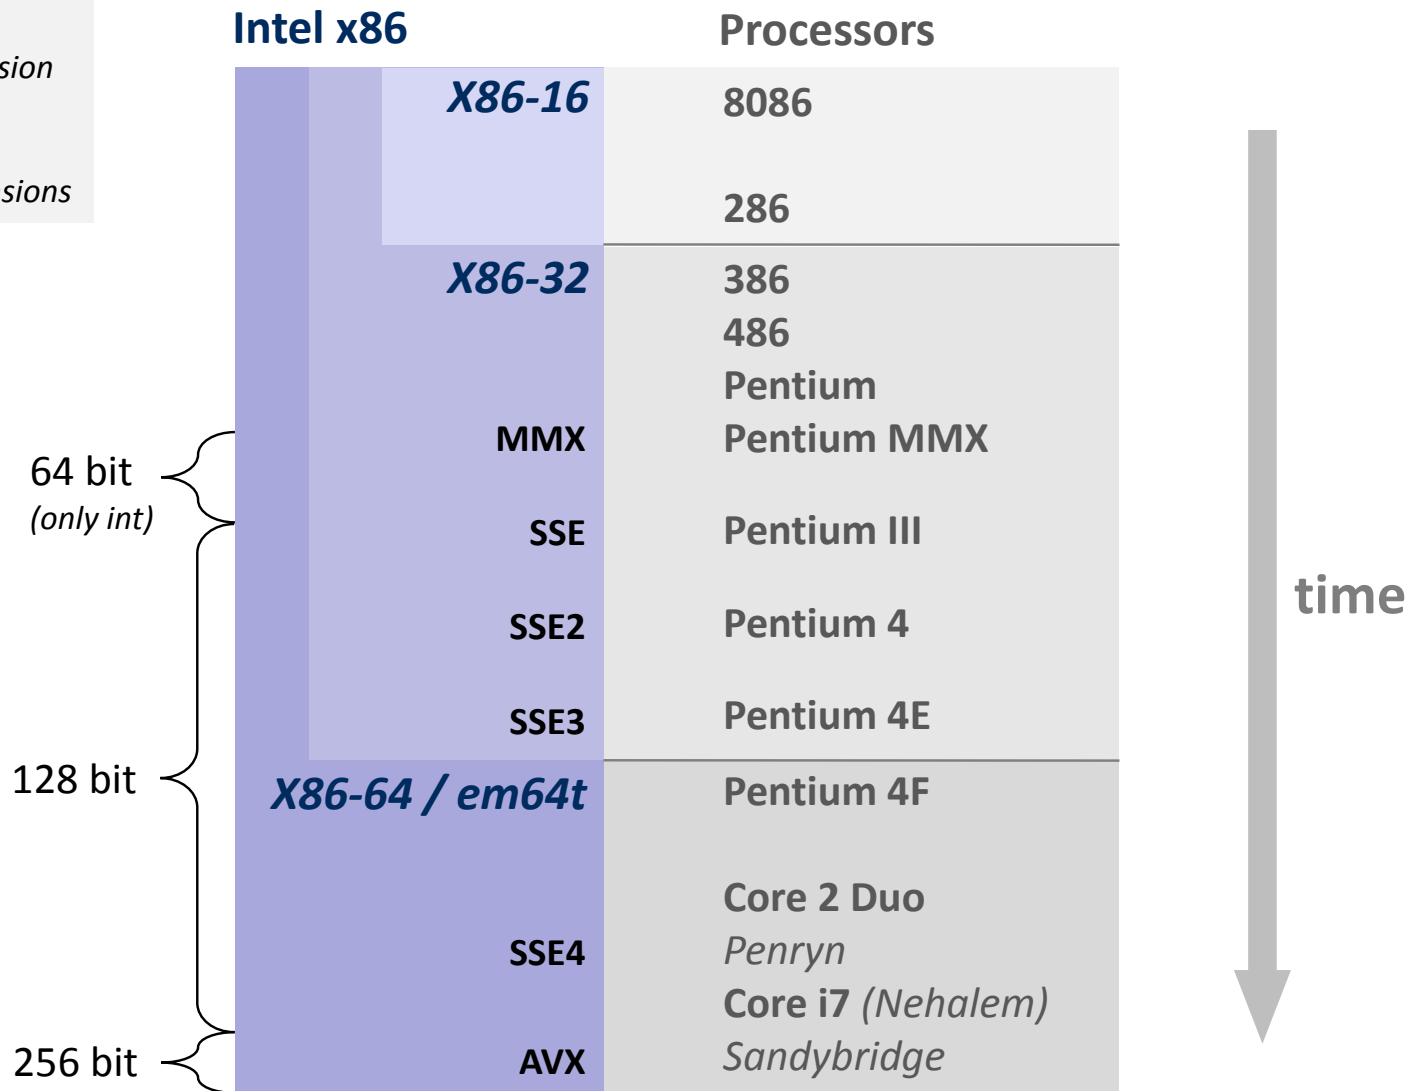 Intel x86
Processors
sion
sions
X86-16
8086
286
X86-32
386
486
Pentium
MMX
Pentium MMX
64 bit
(only int)
SSE
Pentium III
time
SSE2
Pentium 4
SSE3
Pentium 4E
128 bit
X86-64 / em64t
Pentium 4F
Core 2 Duo
SSE4
Penryn
Core i7 (Nehalem)
256 bit
AVX
Sandybridge